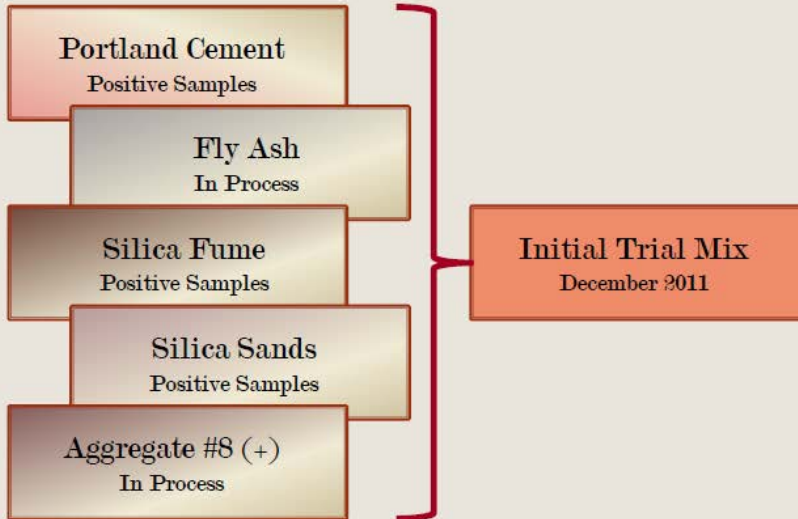 Portland Cement
Positive Samples
Fly Ash
In Process
Silica Fume
Positive Samples
Silica Sands
Positive Samples
Aggregate #8 (+)
In Process
Initial Trial Mix
December 2011